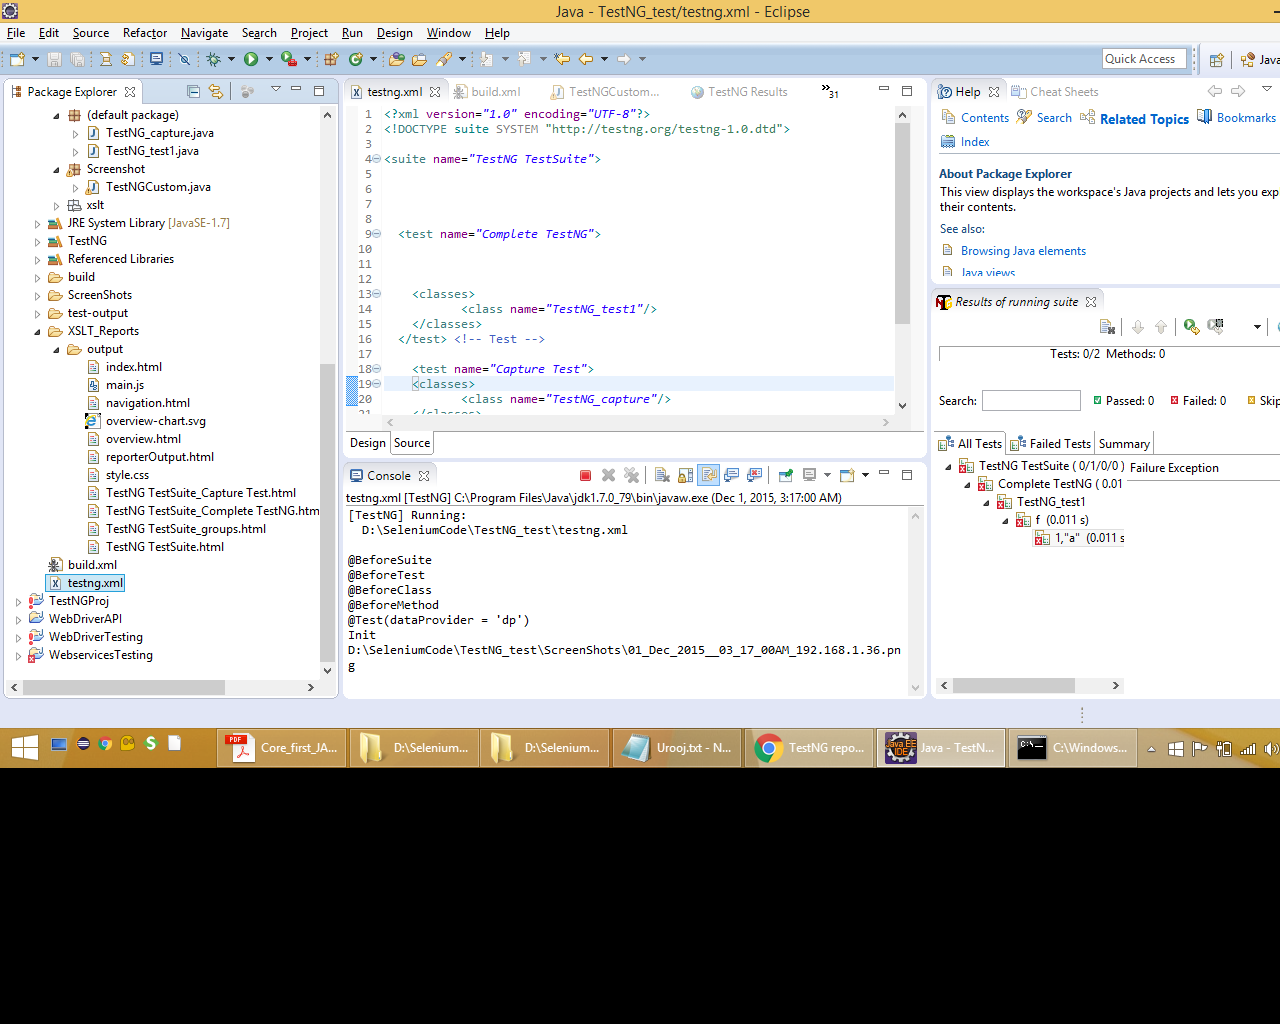 Java - TestNG_test/testng.xml - Eclipse
File Edit Source Refactor Navigate Search Project Run Design Window Help
Quick Access
Java
Package Explorer
(default package)
TestNG_capture.java
TestNG_test1.java
Screenshot
TestNGCustom.java
xslt
JRE System Library [JavaSE-1.7]
TestNG
Referenced Libraries
build
ScreenShots
test-output
XSLT_Reports
output
index.html
main.js
navigation.html
overview-chart.svg
overview.html
reporterOutput.html
style.css
TestNG TestSuite_Capture Test.html
TestNG TestSuite_Complete TestNG.htm
TestNG TestSuite_groups.html
TestNG TestSuite.html
build.xml
testng.xml
TestNGProj
WebDriverAPI
WebDriverTesting
WebservicesTesting
testng.xml build.xml TestNGCustom... TestNG Results »31
1 <?xml version="1.0" encoding="UTF-8"?>
2 <!DOCTYPE suite SYSTEM "http://testng.org/testng-1.0.dtd">
3
4 <suite name="TestNG TestSuite">
5
6
7
8
9 <test name="Complete TestNG">
10
11
12
13 <classes>
14 <class name="TestNG_test1"/>
15 </classes>
16 </test> <!-- Test -->
17
18 <test name="Capture Test">
19 <classes>
20 <class name="TestNG_capture"/>
21 </classes>
Design Source
Console
testng.xml [TestNG] C:\Program Files\Java\jdk1.7.0_79\bin\javaw.exe (Dec 1, 2015, 3:17:00 AM)
[TestNG] Running:
D:\SeleniumCode\TestNG_test\testng.xml
@BeforeSuite
@BeforeTest
@BeforeClass
@BeforeMethod
@Test(dataProvider = 'dp')
Init
D:\SeleniumCode\TestNG_test\ScreenShots\01_Dec_2015__03_17_00AM_192.168.1.36.pn
g
Help Cheat Sheets
Contents Search Related Topics Bookmarks
Index
About Package Explorer
This view displays the workspace's Java projects and lets you exp
their contents.
See also:
Browsing Java elements
Java views
Results of running suite
Tests: 0/2 Methods: 0
Search: Passed: 0 Failed: 0 Skip
All Tests Failed Tests Summary
TestNG TestSuite ( 0/1/0/0 ) Failure Exception
Complete TestNG ( 0.01
TestNG_test1
f (0.011 s)
1,"a" (0.011 s
PDF Core_first_JA... D:\Selenium... D:\Selenium... Urooj.txt - N... TestNG repo... Java EE IDE Java - TestN... C:\Windows...